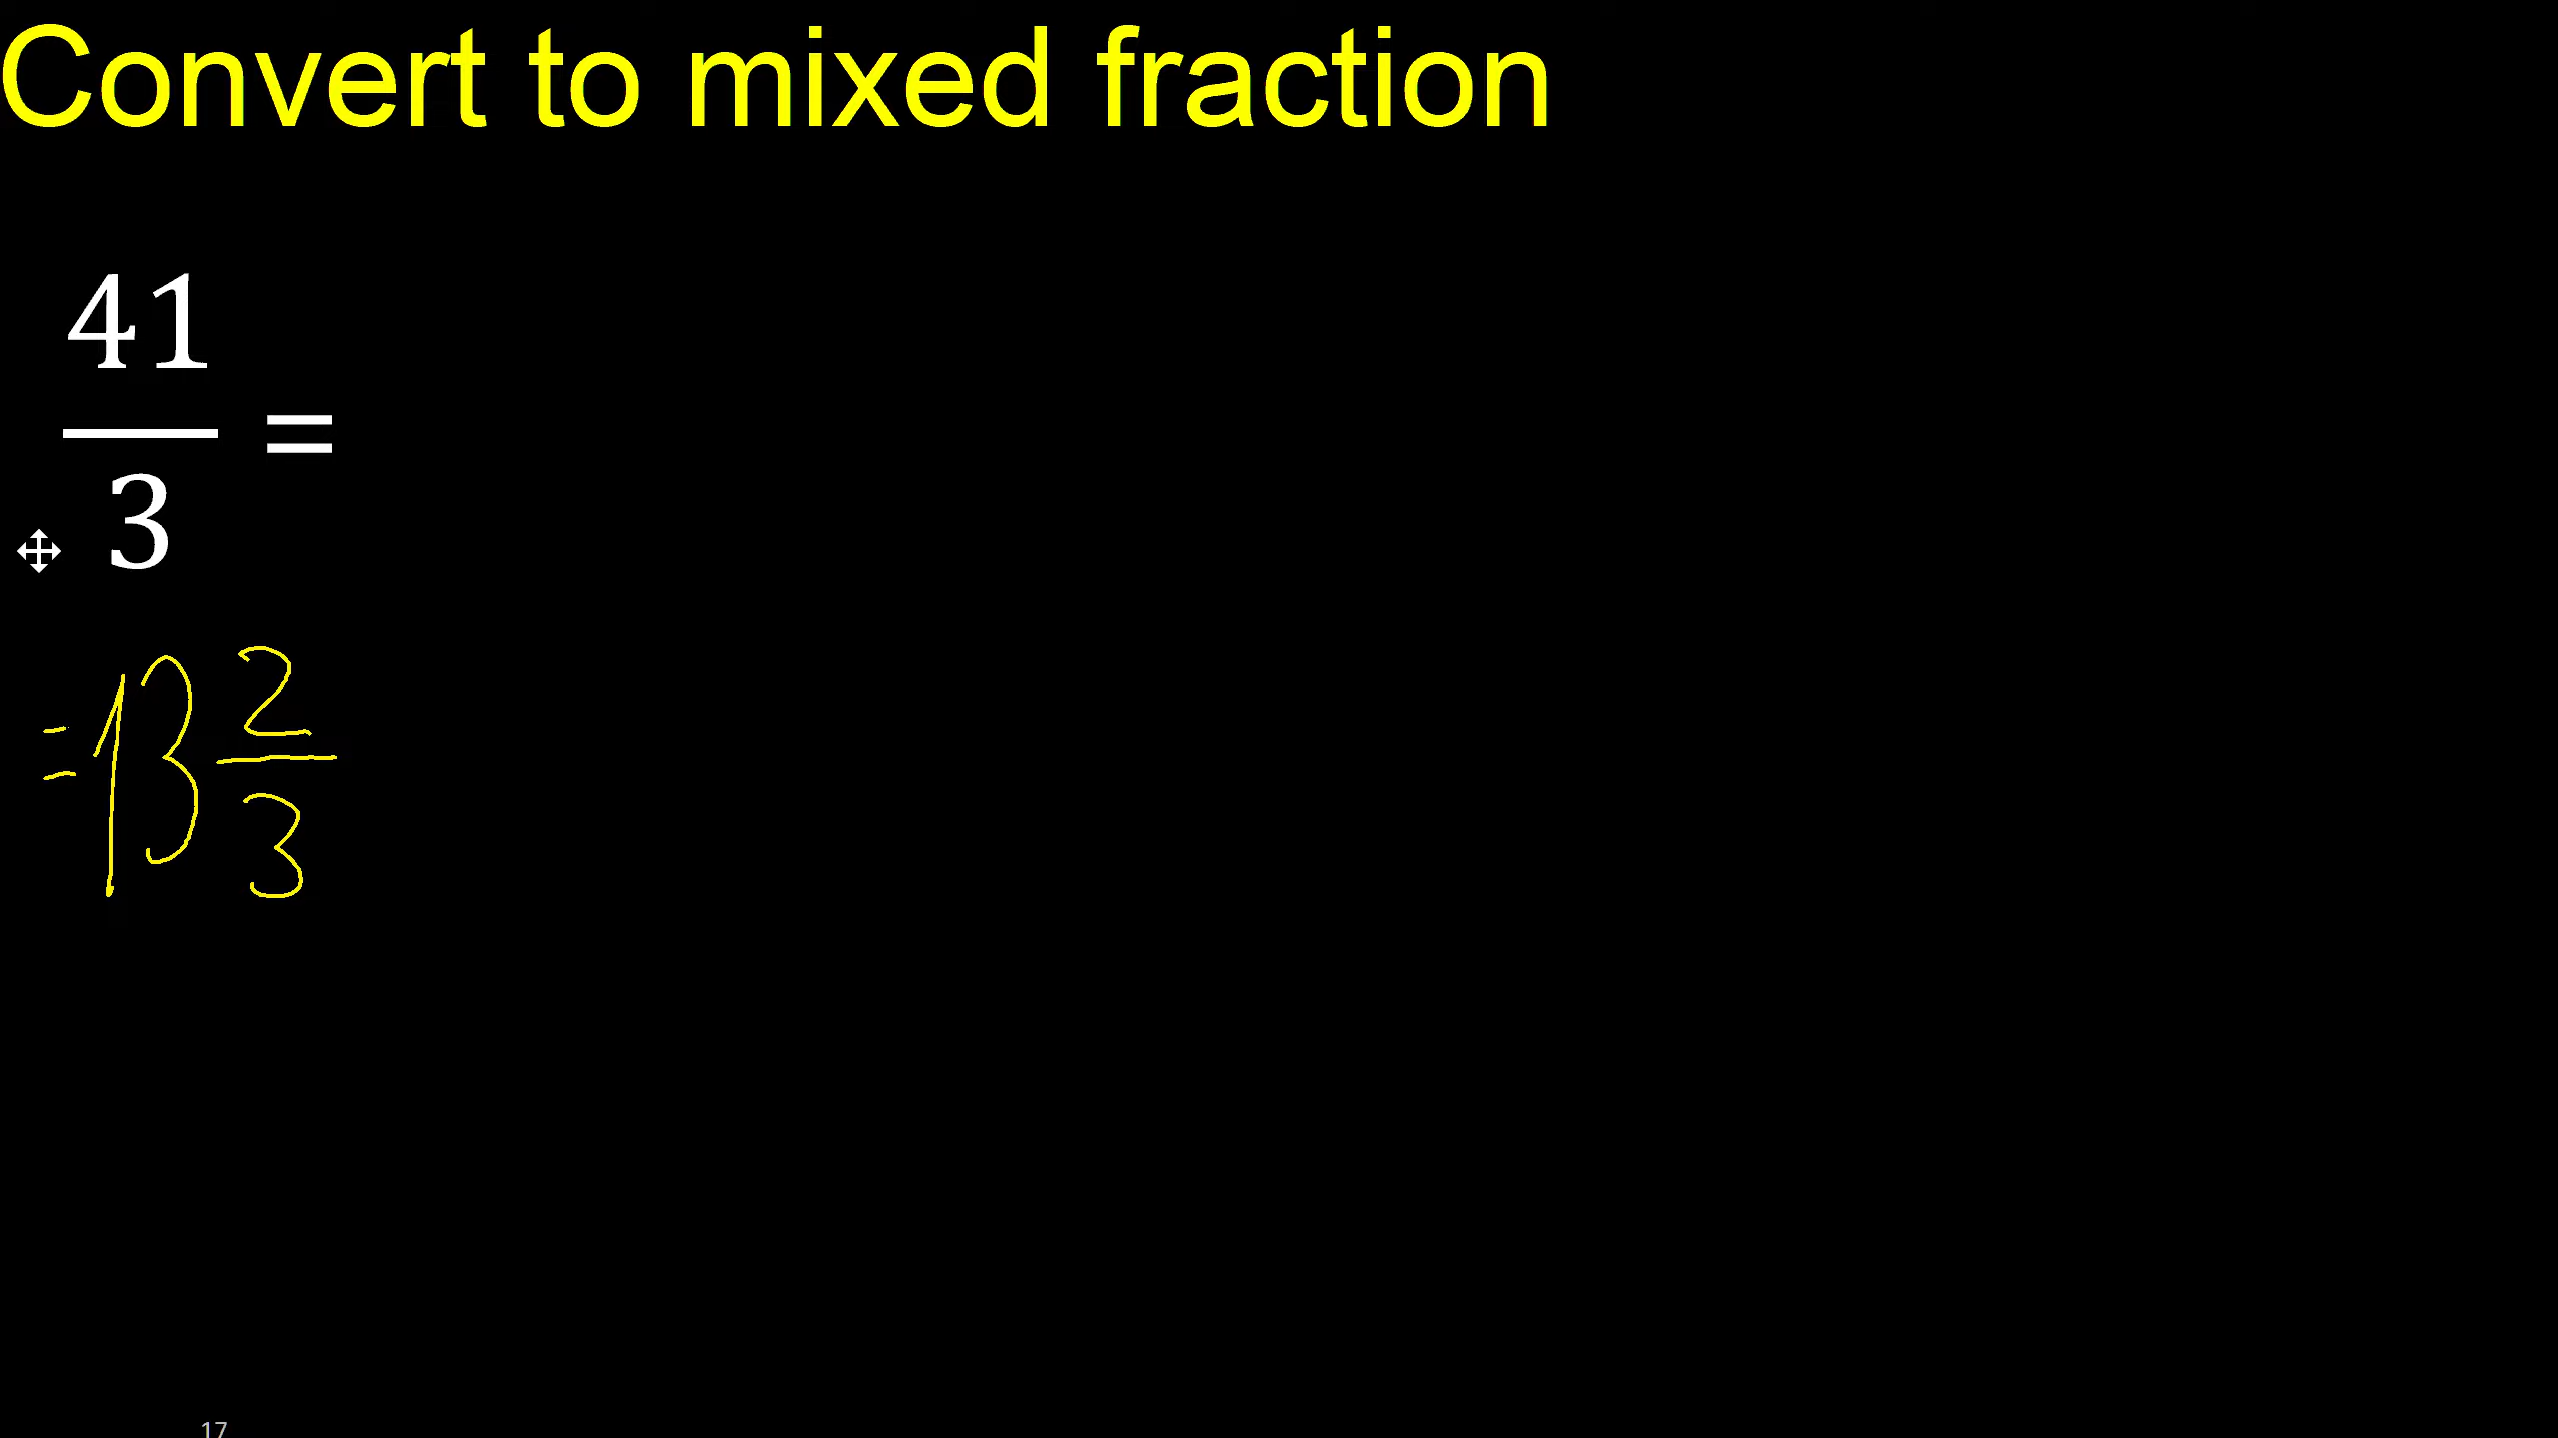 Convert to mixed fraction
41/3 =
= 13 2/3
17